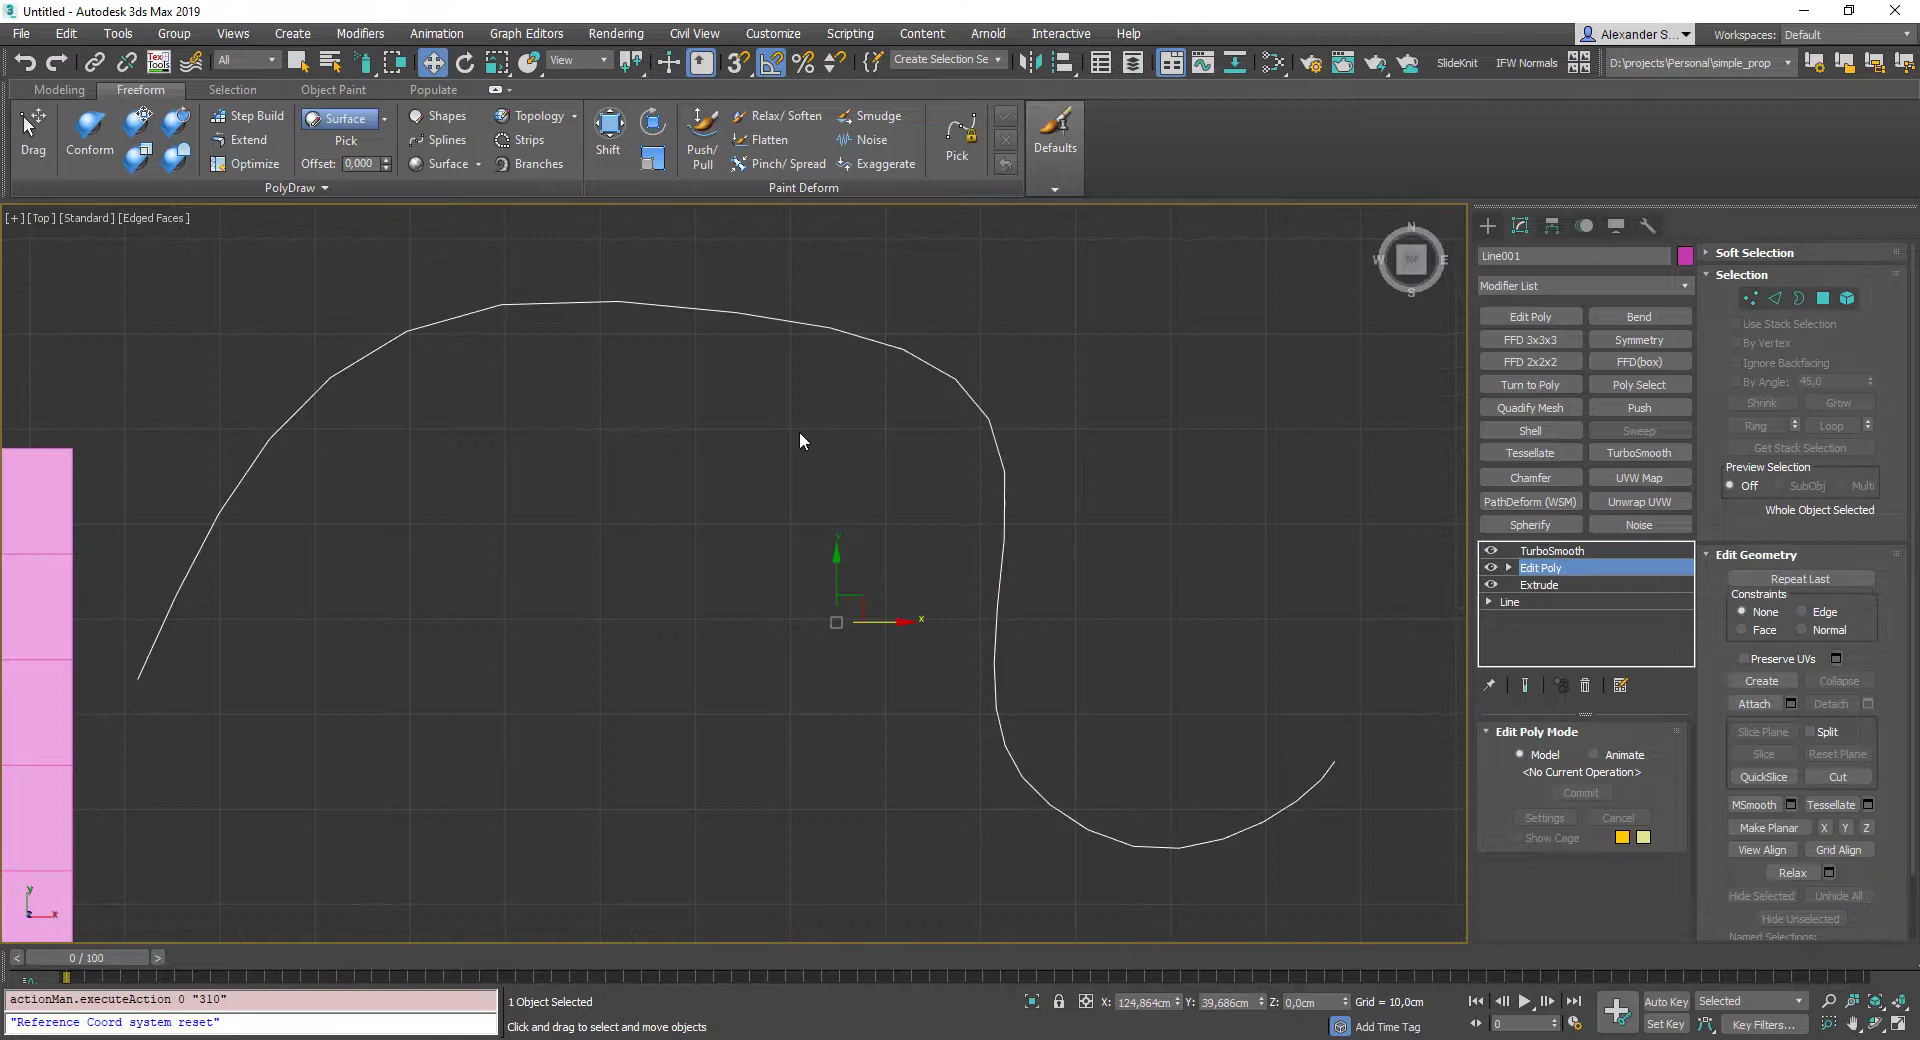 Untitled - Autodesk 3ds Max 2019
File Edit Tools Group Views Create Modifiers Animation Graph Editors Rendering Civil View Customize Scripting Content Arnold Interactive Help
Alexander S... Workspaces: Default
All View Create Selection Se SlideKnit IFW Normals D:\projects\Personal\simple_prop
Modeling Freeform Selection Object Paint Populate
Drag Conform Step Build Extend Optimize
Surface Pick Offset: 0,000
Shapes Splines Surface
Topology Strips Branches
PolyDraw
Shift Push/ Pull
Relax/ Soften Flatten Pinch/ Spread
Smudge Noise Exaggerate
Paint Deform
Pick Defaults
[+] [Top] [Standard] [Edged Faces]
N W TOP E S
y x
y x z
Line001
Modifier List
Edit Poly Bend
FFD 3x3x3 Symmetry
FFD 2x2x2 FFD(box)
Turn to Poly Poly Select
Quadify Mesh Push
Shell Sweep
Tessellate TurboSmooth
Chamfer UVW Map
PathDeform (WSM) Unwrap UVW
Spherify Noise
TurboSmooth
Edit Poly
Extrude
Line
Edit Poly Mode
Model Animate
<No Current Operation>
Commit
Settings Cancel
Show Cage
Soft Selection
Selection
Use Stack Selection
By Vertex
Ignore Backfacing
By Angle: 45,0
Shrink Grow
Ring Loop
Get Stack Selection
Preview Selection
Off SubObj Multi
Whole Object Selected
Edit Geometry
Repeat Last
Constraints
None Edge
Face Normal
Preserve UVs
Create Collapse
Attach Detach
Slice Plane Split
Slice Reset Plane
QuickSlice Cut
MSmooth Tessellate
Make Planar X Y Z
View Align Grid Align
Relax
Hide Selected Unhide All
Hide Unselected
Named Selections:
< 0 / 100 >
actionMan.executeAction 0 "310"
"Reference Coord system reset"
1 Object Selected
Click and drag to select and move objects
X: 124,864cm Y: 39,686cm Z: 0,0cm Grid = 10,0cm
Add Time Tag
0
Auto Key Selected
Set Key Key Filters...